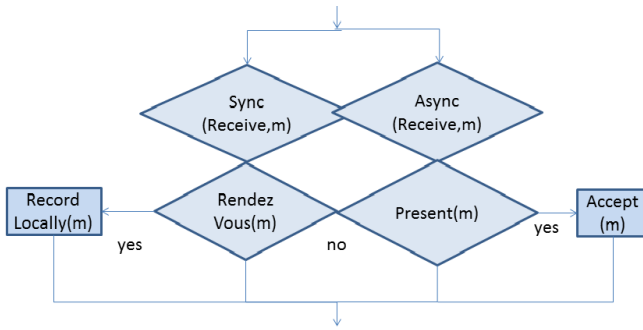 Sync
(Receive,m)
Async
(Receive,m)
Record
Locally(m)
Rendez
Vous(m)
Present(m)
Accept
(m)
yes
no
yes